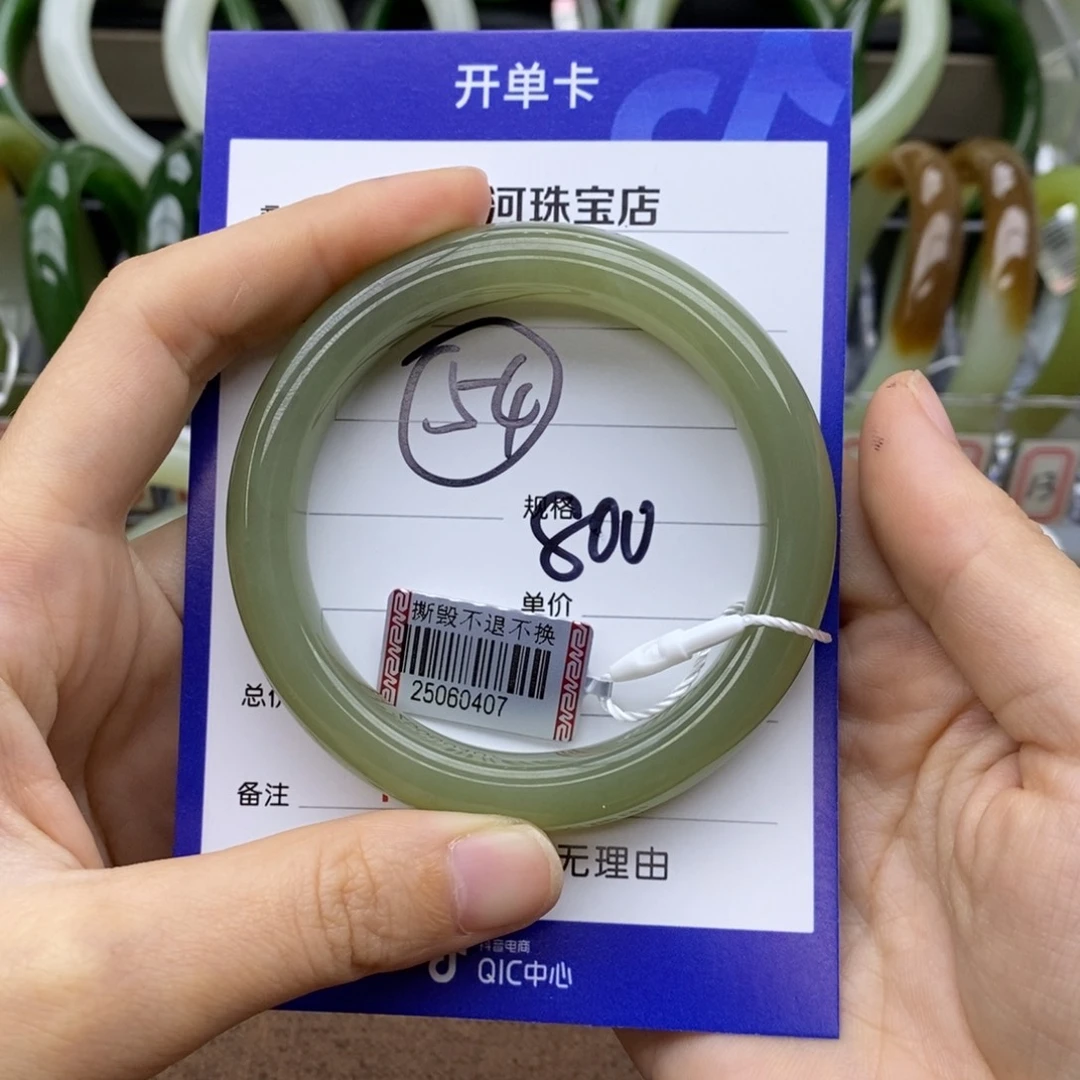 开单卡
河珠宝店
54
规格
800
单价
撕毁不退不换
25060407
总价
备注
无理由
抖音电商
QIC中心